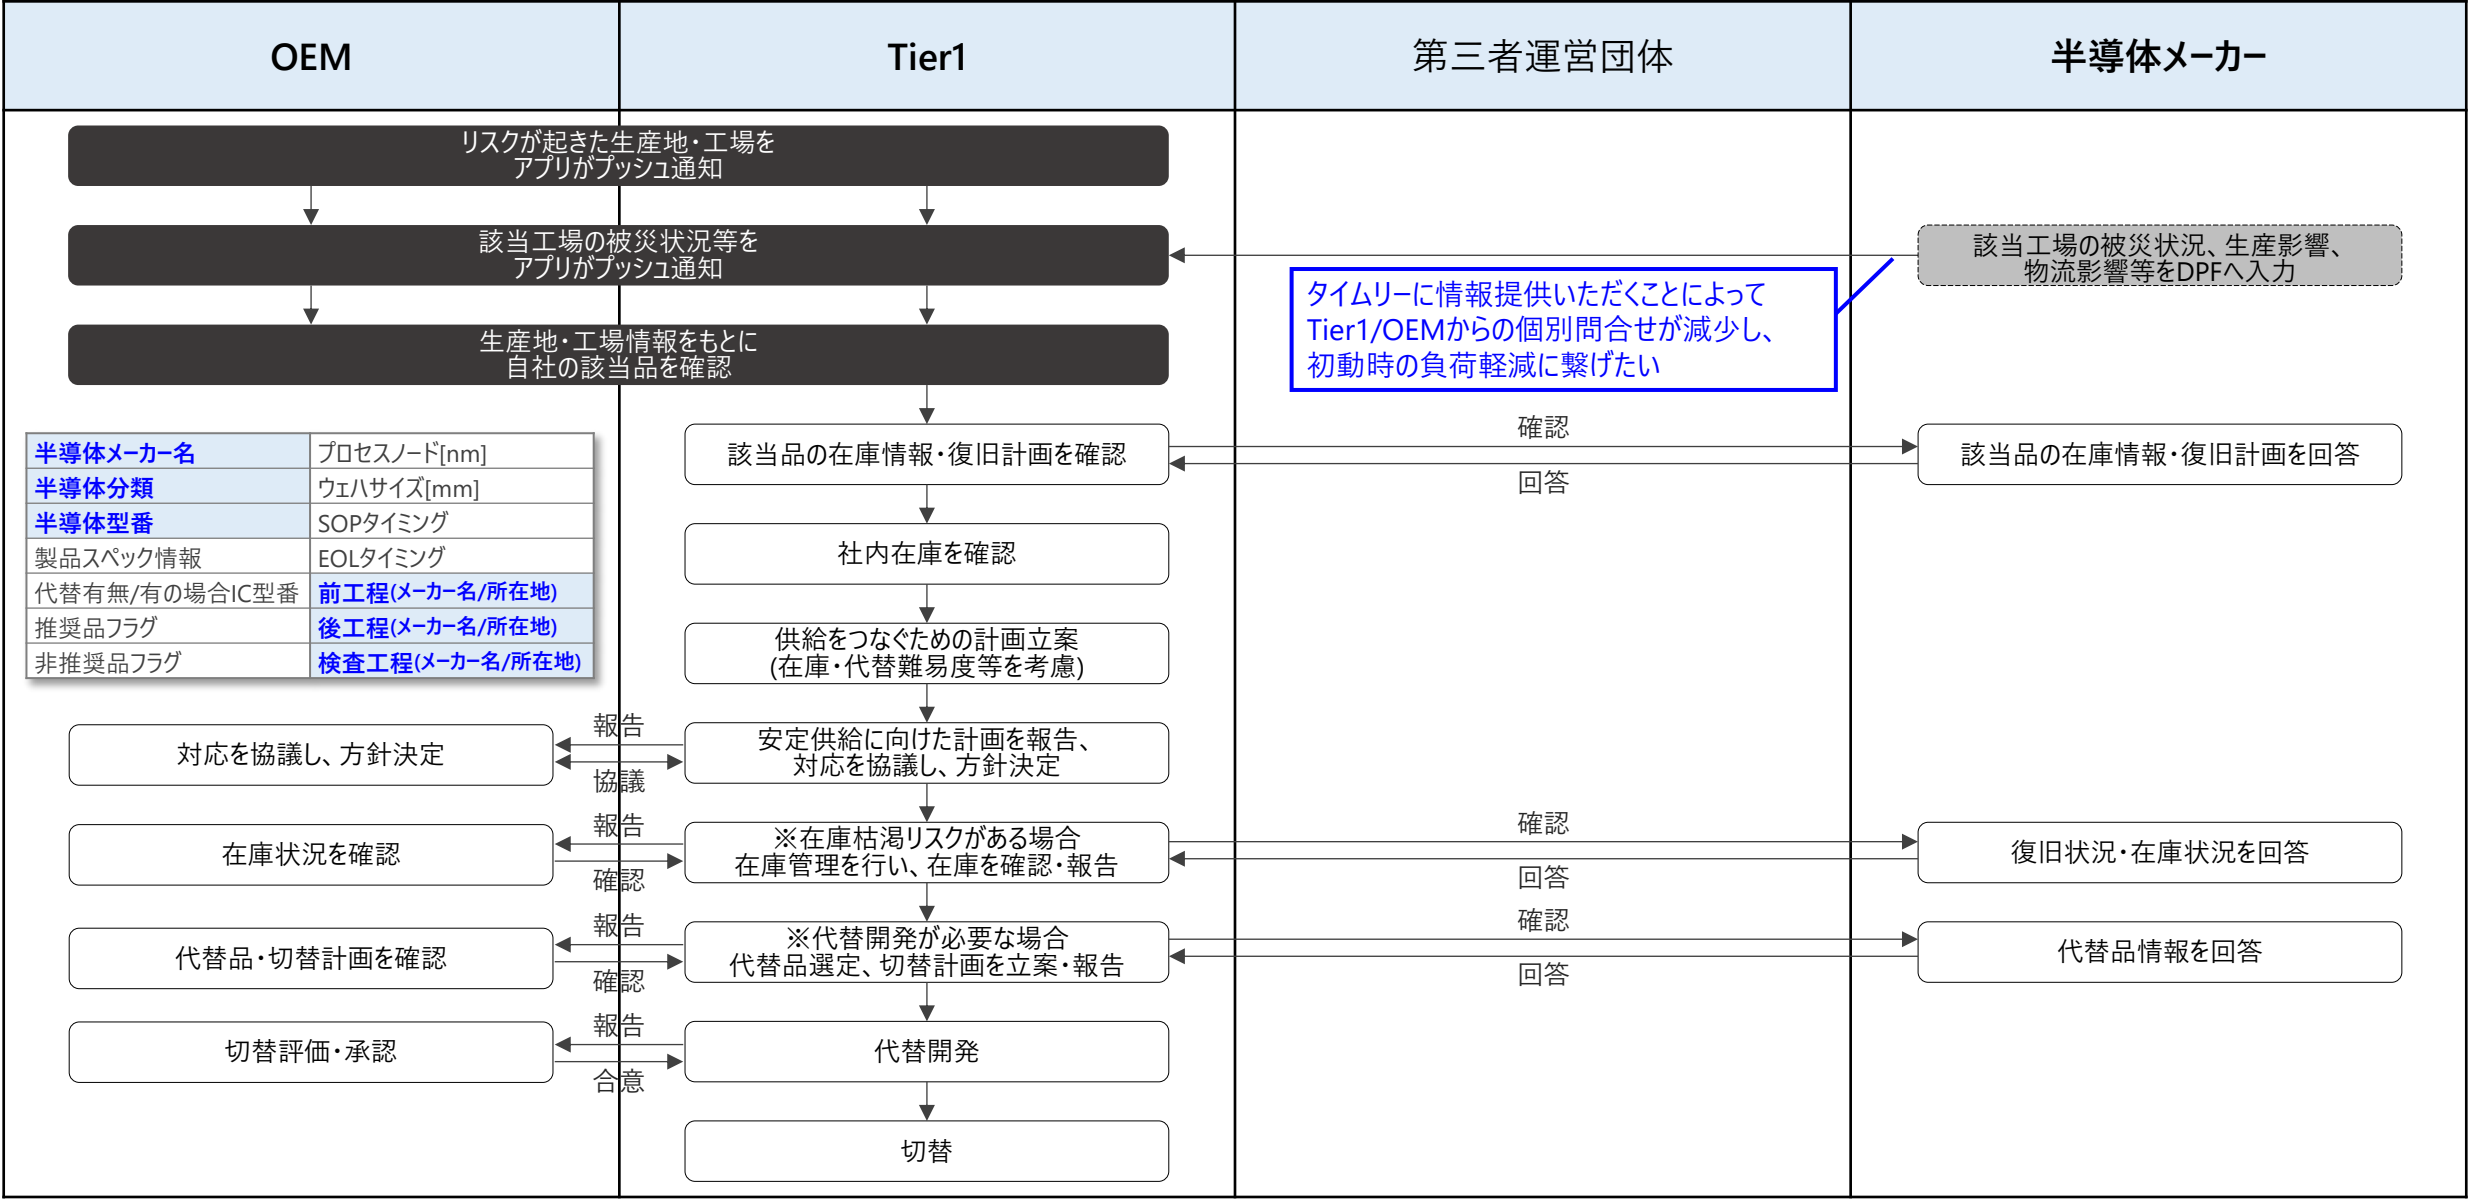 OEM
Tier1
第三者運営団体
半導体メーカー
リスクが起きた生産地・工場を
アプリがプッシュ通知
該当工場の被災状況等を
アプリがプッシュ通知
該当工場の被災状況、生産影響、
物流影響等をDPFへ入力
タイムリーに情報提供いただくことによって
Tier1/OEMからの個別問合せが減少し、
初動時の負荷軽減に繋げたい
生産地・工場情報をもとに
自社の該当品を確認
半導体メーカー名
プロセスノード[nm]
半導体分類
ウェハサイズ[mm]
半導体型番
SOPタイミング
製品スペック情報
EOLタイミング
代替有無/有の場合IC型番
前工程(メーカー名/所在地)
推奨品フラグ
後工程(メーカー名/所在地)
非推奨品フラグ
検査工程(メーカー名/所在地)
該当品の在庫情報・復旧計画を確認
確認
回答
該当品の在庫情報・復旧計画を回答
社内在庫を確認
供給をつなぐための計画立案
(在庫・代替難易度等を考慮)
対応を協議し、方針決定
報告
協議
安定供給に向けた計画を報告、
対応を協議し、方針決定
在庫状況を確認
報告
確認
※在庫枯渇リスクがある場合
在庫管理を行い、在庫を確認・報告
確認
回答
復旧状況・在庫状況を回答
代替品・切替計画を確認
報告
確認
※代替開発が必要な場合
代替品選定、切替計画を立案・報告
確認
回答
代替品情報を回答
切替評価・承認
報告
合意
代替開発
切替